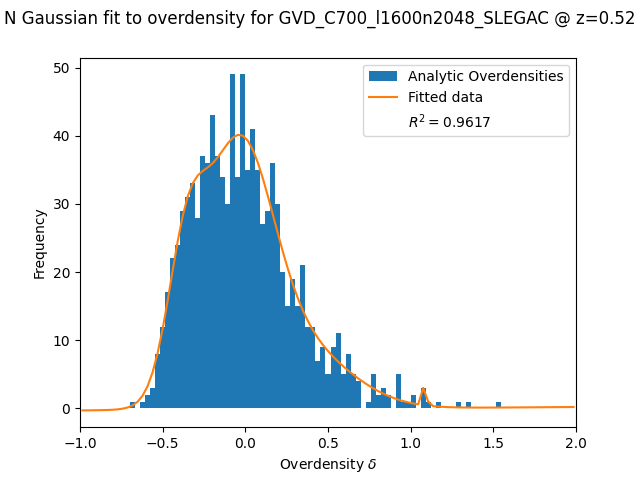 N Gaussian fit to overdensity for GVD_C700_l1600n2048_SLEGAC @ z=0.52
50
40
30
20
10
0
Frequency
Analytic Overdensities
Fitted data
R² = 0.9617
−1.0 −0.5 0.0 0.5 1.0 1.5 2.0
Overdensity δ